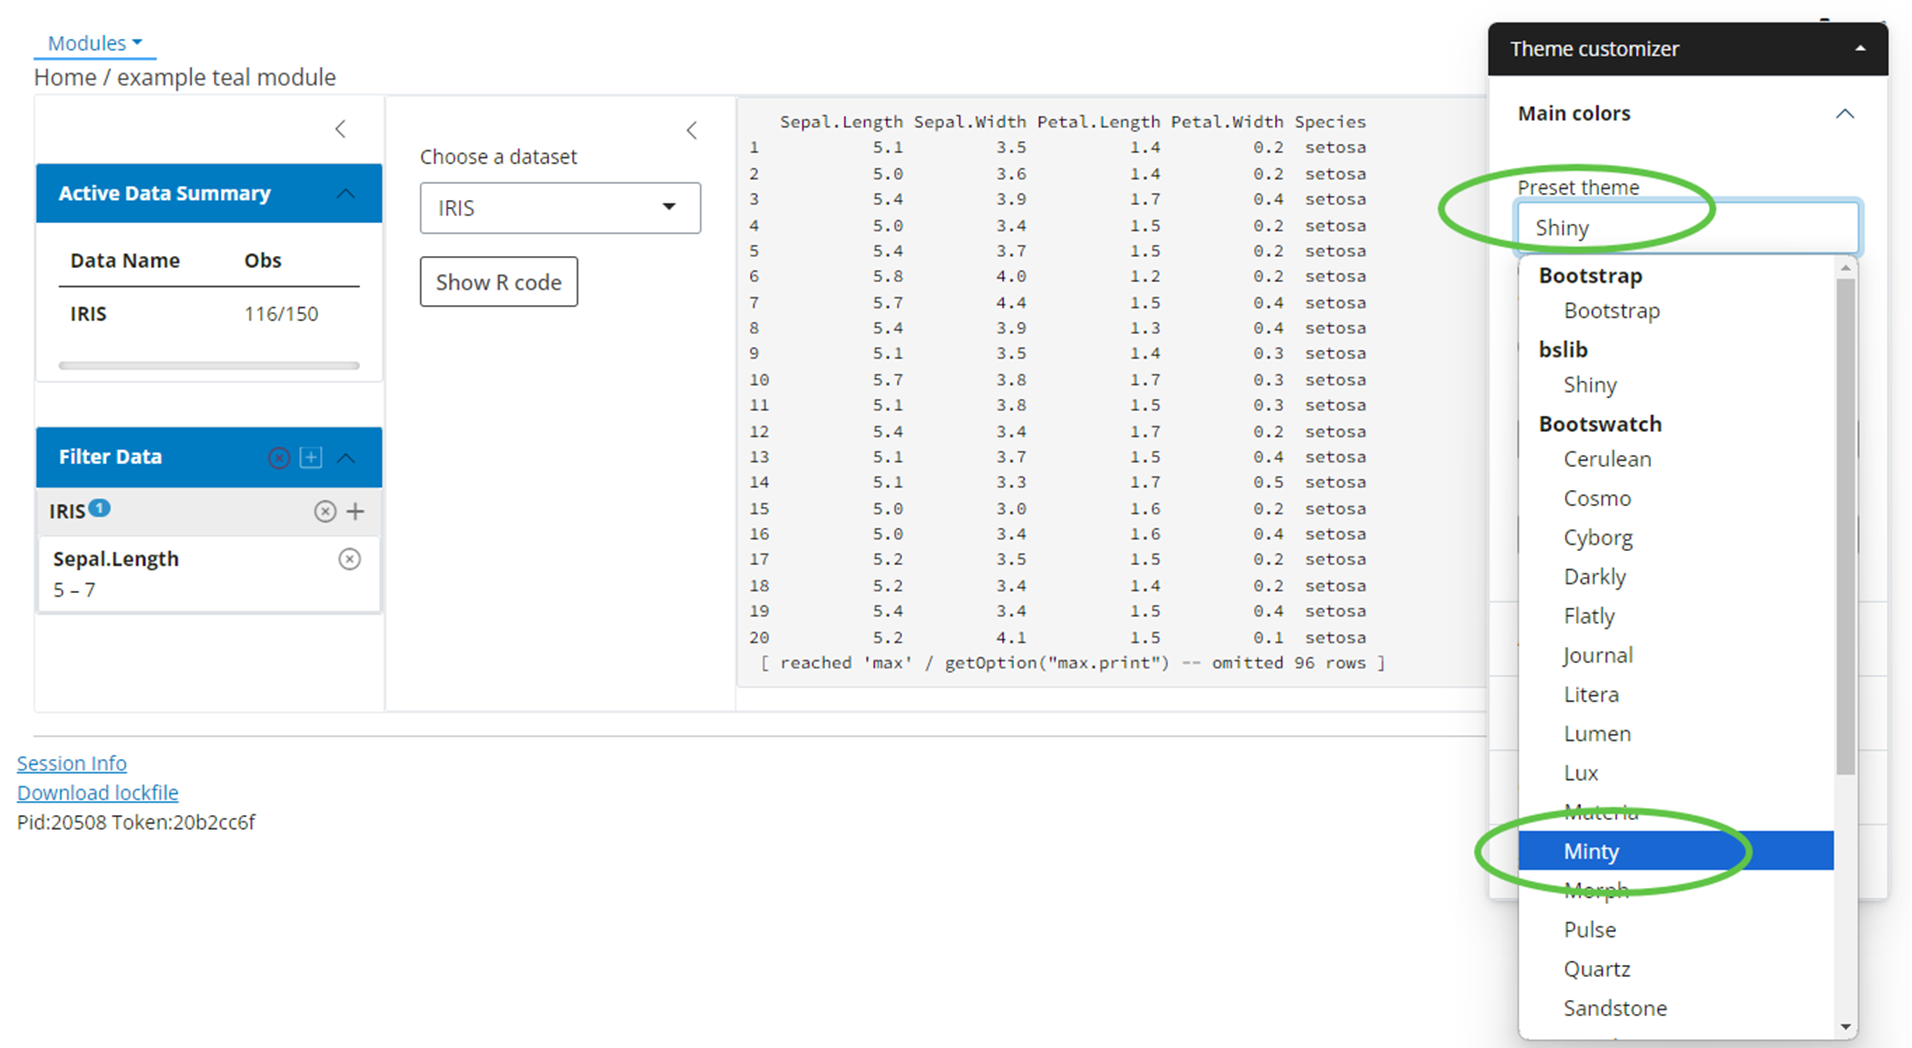 Modules
Home / example teal module
Active Data Summary
Data Name Obs
IRIS 116/150
Filter Data
IRIS 1
Sepal.Length
5 – 7
Choose a dataset
IRIS
Show R code
Sepal.Length Sepal.Width Petal.Length Petal.Width Species
1 5.1 3.5 1.4 0.2 setosa
2 5.0 3.6 1.4 0.2 setosa
3 5.4 3.9 1.7 0.4 setosa
4 5.0 3.4 1.5 0.2 setosa
5 5.4 3.7 1.5 0.2 setosa
6 5.8 4.0 1.2 0.2 setosa
7 5.7 4.4 1.5 0.4 setosa
8 5.4 3.9 1.3 0.4 setosa
9 5.1 3.5 1.4 0.3 setosa
10 5.7 3.8 1.7 0.3 setosa
11 5.1 3.8 1.5 0.3 setosa
12 5.4 3.4 1.7 0.2 setosa
13 5.1 3.7 1.5 0.4 setosa
14 5.1 3.3 1.7 0.5 setosa
15 5.0 3.0 1.6 0.2 setosa
16 5.0 3.4 1.6 0.4 setosa
17 5.2 3.5 1.5 0.2 setosa
18 5.2 3.4 1.4 0.2 setosa
19 5.4 3.4 1.5 0.4 setosa
20 5.2 4.1 1.5 0.1 setosa
[ reached 'max' / getOption("max.print") -- omitted 96 rows ]
Theme customizer
Main colors
Preset theme
Shiny
Bootstrap
Bootstrap
bslib
Shiny
Bootswatch
Cerulean
Cosmo
Cyborg
Darkly
Flatly
Journal
Litera
Lumen
Lux
Materia
Minty
Morph
Pulse
Quartz
Sandstone
Session Info
Download lockfile
Pid:20508 Token:20b2cc6f